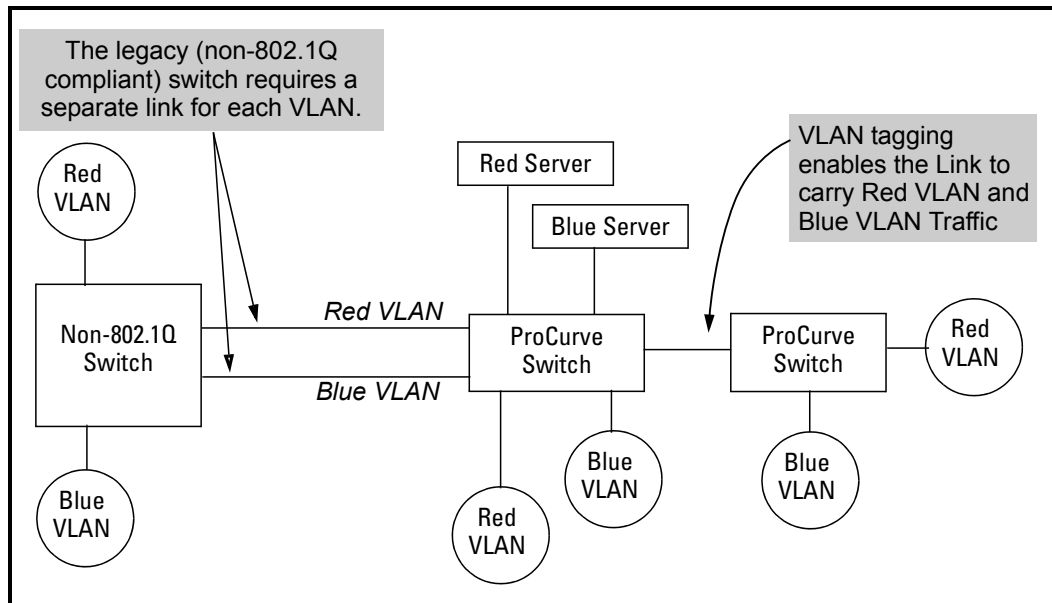 The legacy (non-802.1Q
compliant) switch requires a
separate link for each VLAN.
Red
VLAN
Red Server
Blue Server
VLAN tagging
enables the Link to
carry Red VLAN and
Blue VLAN Traffic
Non-802.1Q
Switch
Red VLAN
Blue VLAN
ProCurve
Switch
ProCurve
Switch
Red
VLAN
Blue
VLAN
Red
VLAN
Blue
VLAN
Blue
VLAN